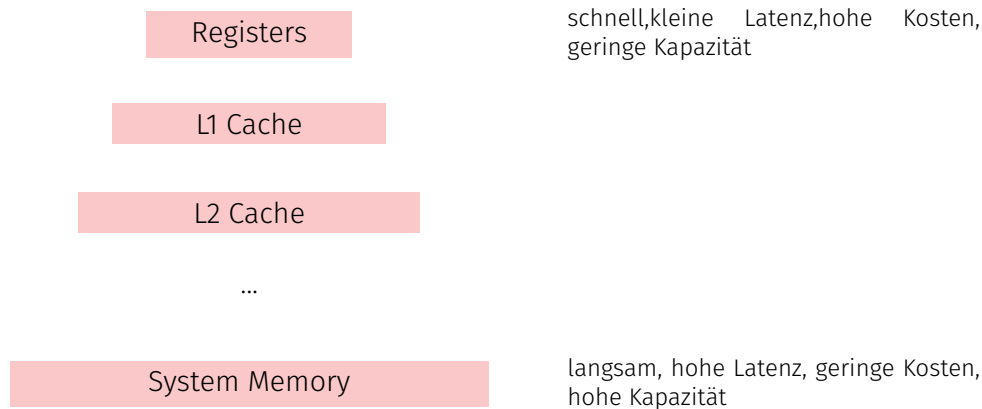 Registers
schnell,kleine Latenz,hohe Kosten,
geringe Kapazität
L1 Cache
L2 Cache
...
System Memory
langsam, hohe Latenz, geringe Kosten,
hohe Kapazität